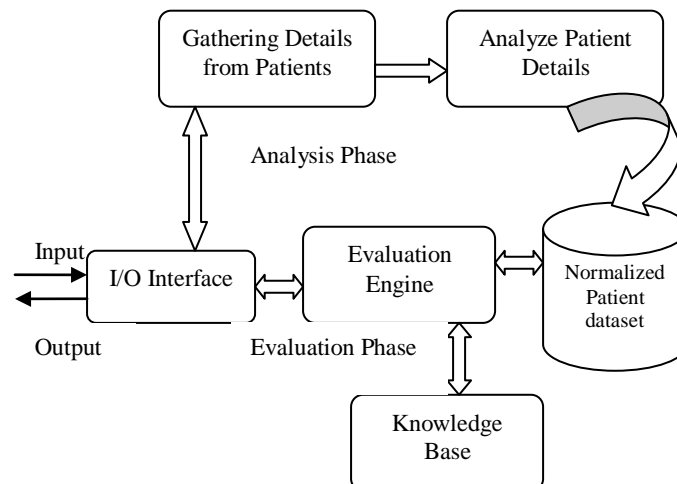 Gathering Details
from Patients
Analyze Patient
Details
Analysis Phase
Input
I/O Interface
Output
Evaluation
Engine
Evaluation Phase
Normalized
Patient
dataset
Knowledge
Base